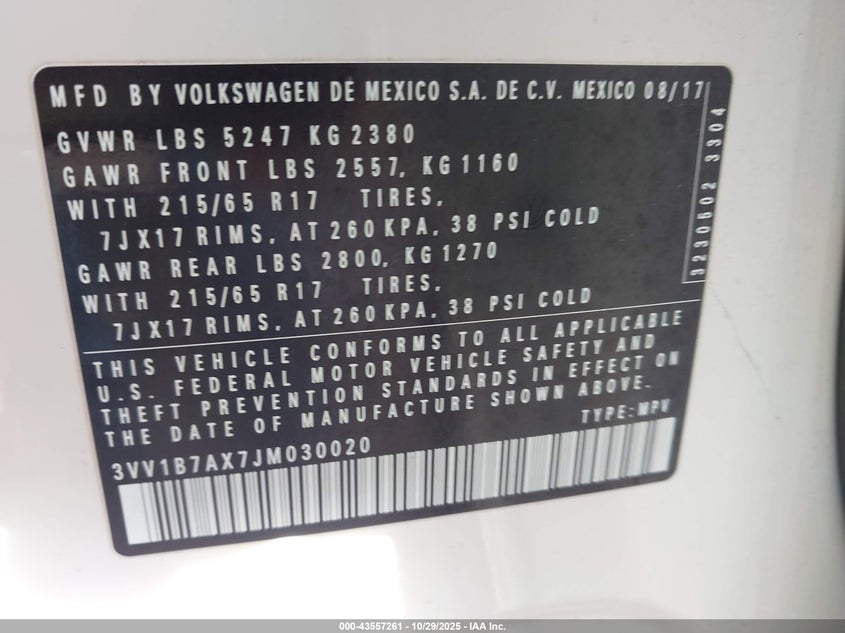 MFD BY VOLKSWAGEN DE MEXICO S.A. DE C.V. MEXICO 08/17
GVWR LBS 5247 KG 2380
GAWR FRONT LBS 2557, KG 1160
WITH 215/65 R17 TIRES,
7JX17 RIMS, AT 260 KPA, 38 PSI COLD
GAWR REAR LBS 2800, KG 1270
WITH 215/65 R17 TIRES,
7JX17 RIMS, AT 260 KPA, 38 PSI COLD
3230502 3304
THIS VEHICLE CONFORMS TO ALL APPLICABLE
U.S. FEDERAL MOTOR VEHICLE SAFETY AND
THEFT PREVENTION STANDARDS IN EFFECT ON
THE DATE OF MANUFACTURE SHOWN ABOVE.
3VV1B7AX7JM030020 TYPE: MPV
000-43557261 - 10/29/2025 - IAA Inc.